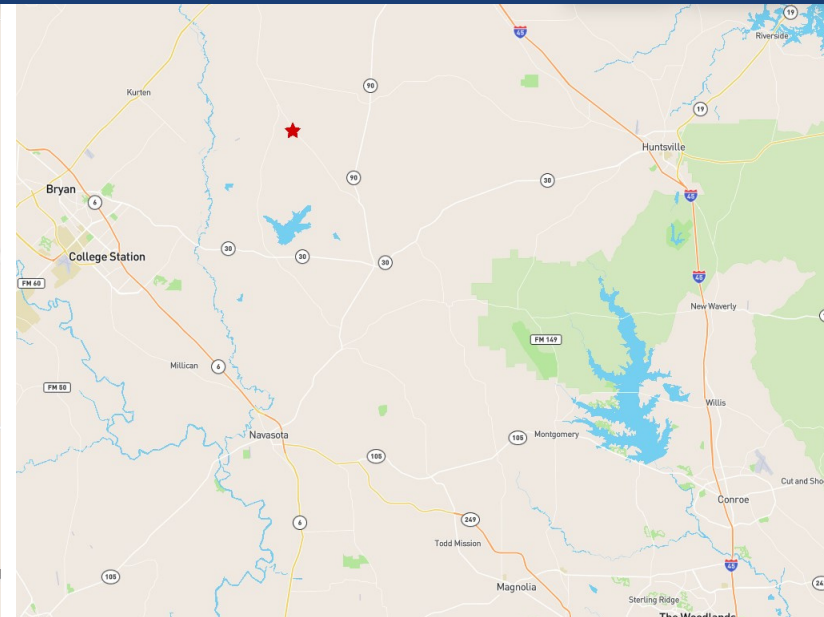 19
Riverside
45
Kurten
90
19
Huntsville
90
30
Bryan
6
45
30
College Station
30
30
45
FM 60
New Waverly
FM 149
Millican
6
FM 50
Willis
Navasota
105
Montgomery
105
Cut and Sho
Conroe
249
6
Todd Mission
45
105
24
Magnolia
Sterling Ridge
The Woodlands